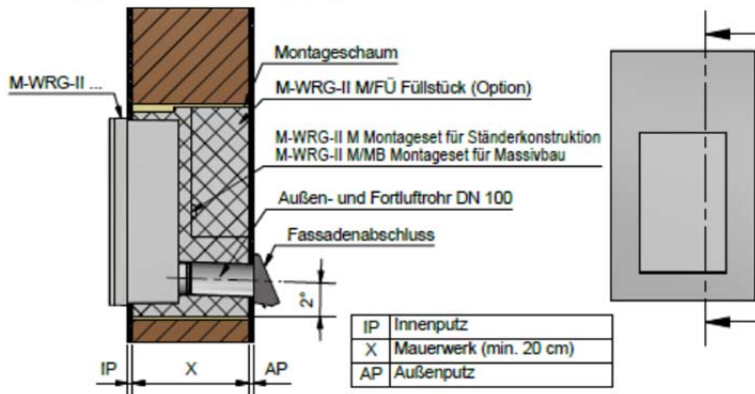 Montageschaum
M-WRG-II ...
M-WRG-II M/FÜ Füllstück (Option)
M-WRG-II M Montageset für Ständerkonstruktion
M-WRG-II M/MB Montageset für Massivbau
Außen- und Fortluftrohr DN 100
Fassadenabschluss
2°
IP Innenputz
X Mauerwerk (min. 20 cm)
AP Außenputz
IP X AP